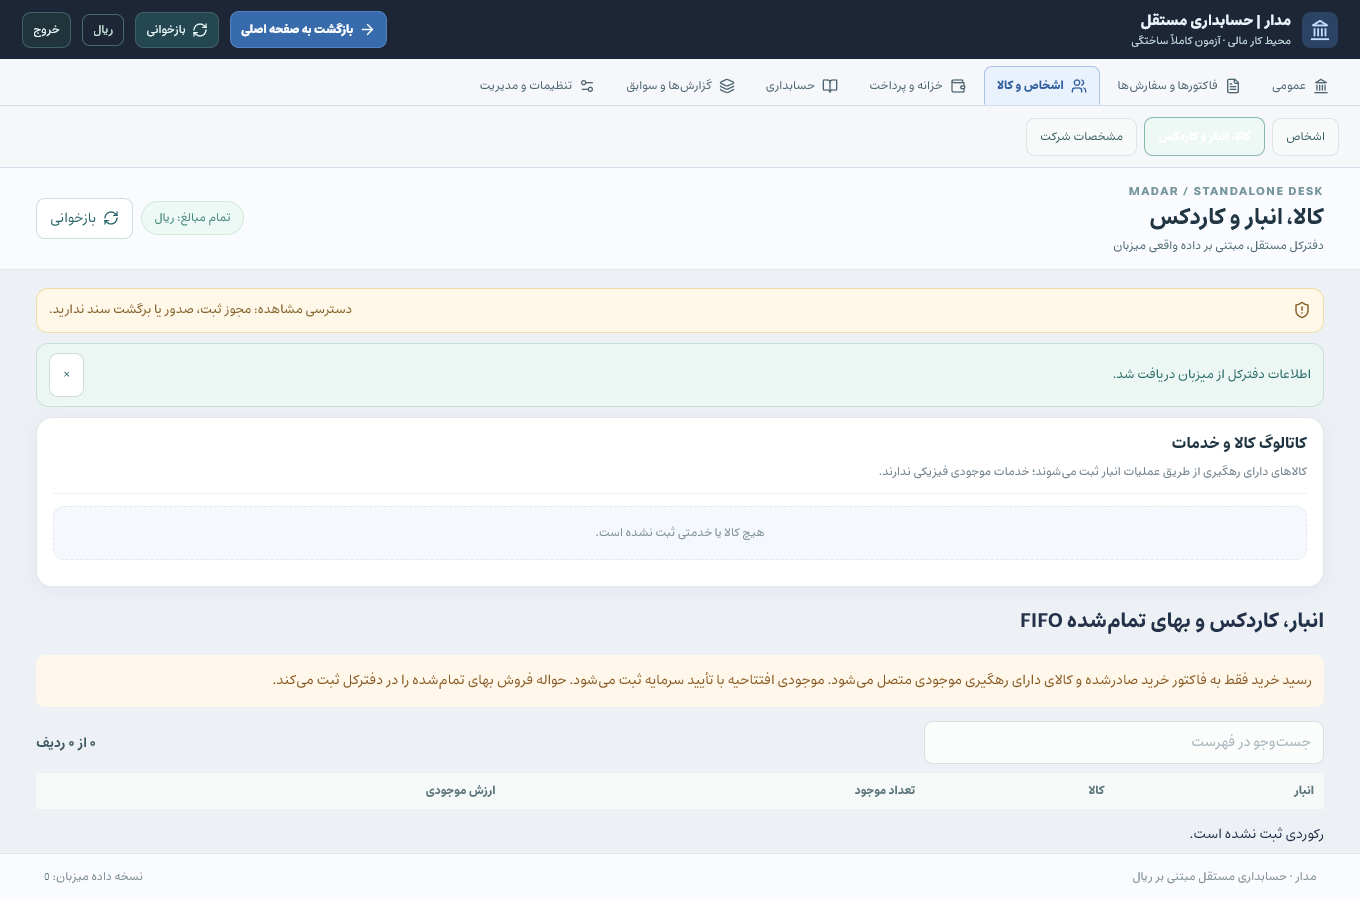 مدار | حسابداری مستقل
محیط کار مالی · آزمون کاملاً ساختگی
بازگشت به صفحه اصلی
بازخوانی
ریال
خروج
عمومی
فاکتورها و سفارش‌ها
اشخاص و کالا
خزانه و پرداخت
حسابداری
گزارش‌ها و سوابق
تنظیمات و مدیریت
اشخاص
کالا، انبار و کاردکس
مشخصات شرکت
MADAR / STANDALONE DESK
کالا، انبار و کاردکس
دفترکل مستقل، مبتنی بر داده واقعی میزبان
تمام مبالغ: ریال
بازخوانی
دسترسی مشاهده: مجوز ثبت، صدور یا برگشت سند ندارید.
اطلاعات دفترکل از میزبان دریافت شد.
×
کاتالوگ کالا و خدمات
کالاهای دارای رهگیری از طریق عملیات انبار ثبت می‌شوند؛ خدمات موجودی فیزیکی ندارند.
هیچ کالا یا خدمتی ثبت نشده است.
انبار، کاردکس و بهای تمام‌شده FIFO
رسید خرید فقط به فاکتور خرید صادرشده و کالای دارای رهگیری موجودی متصل می‌شود. موجودی افتتاحیه با تأیید سرمایه ثبت می‌شود. حواله فروش بهای تمام‌شده را در دفترکل ثبت می‌کند.
جست‌وجو در فهرست
۰ از ۰ ردیف
انبار
کالا
تعداد موجود
ارزش موجودی
رکوردی ثبت نشده است.
مدار · حسابداری مستقل مبتنی بر ریال
نسخه داده میزبان: 0